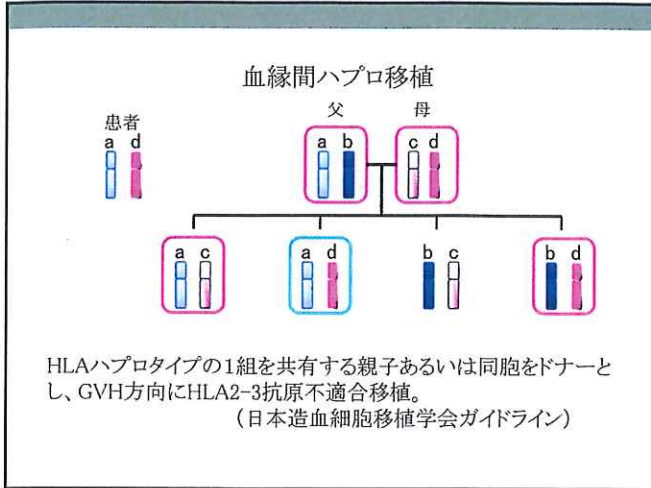 血縁間ハプロ移植
患者
父 母
a d
a b c d
a c a d b c b d
HLAハプロタイプの1組を共有する親子あるいは同胞をドナーと
し、GVH方向にHLA2-3抗原不適合移植。
(日本造血細胞移植学会ガイドライン)